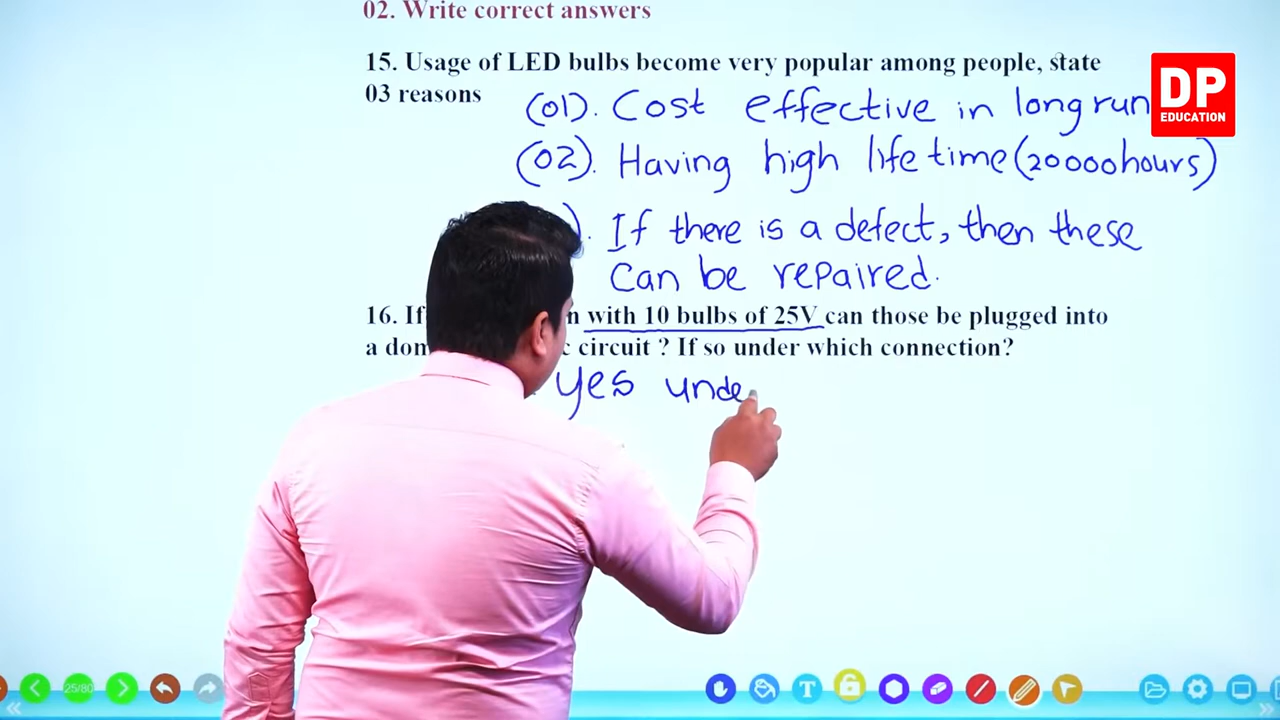 02. Write correct answers
15. Usage of LED bulbs become very popular among people, state
03 reasons
(01). Cost effective in long run
DP
EDUCATION
(02). Having high life time (20000hours)
). If there is a defect, then these
can be repaired.
16. If with 10 bulbs of 25V can those be plugged into
a circuit ? If so under which connection?
yes unde
25/80